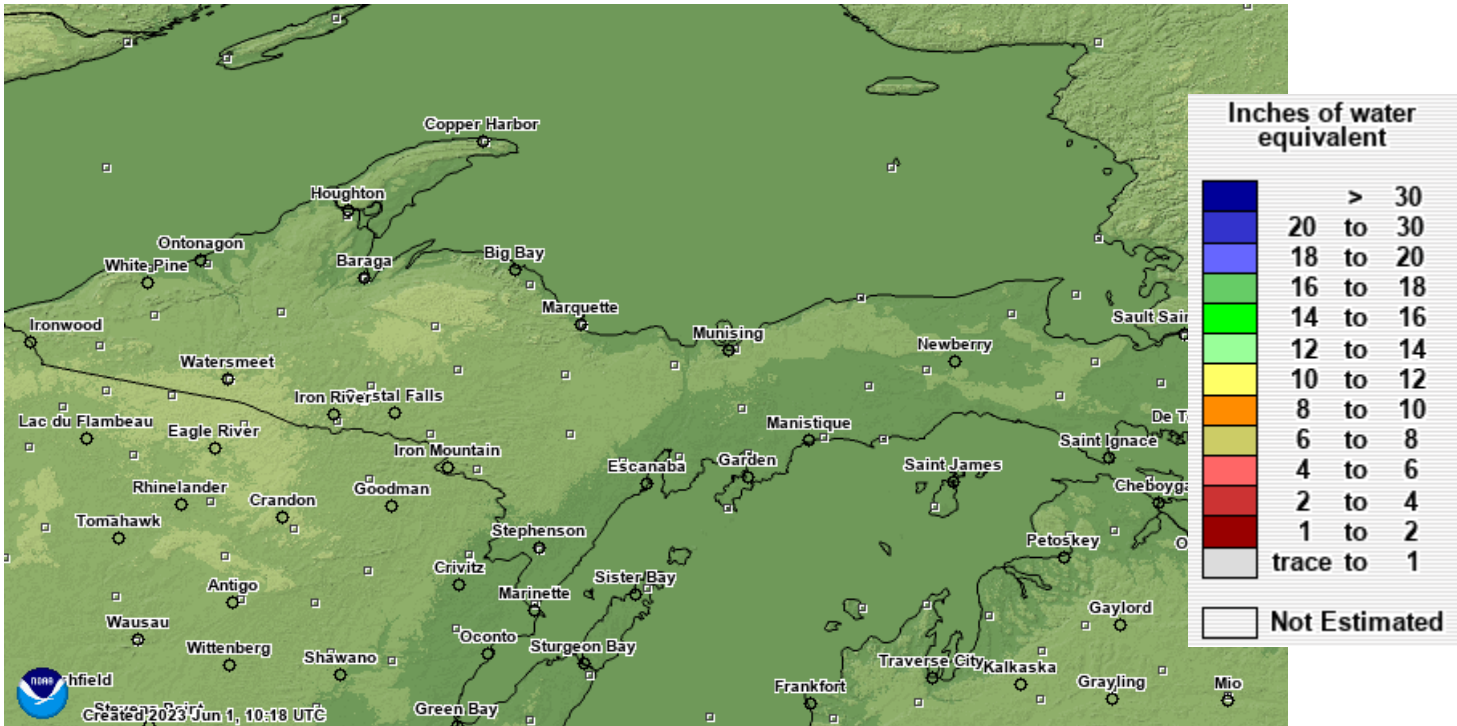 Copper Harbor
Houghton
Ontonagon
White Pine
Baraga
Big Bay
Marquette
Ironwood
Munising
Sault Sain
Newberry
Watersmeet
Iron River
stal Falls
Lac du Flambeau
Eagle River
Manistique
De T
Iron Mountain
Saint Ignace
Escanaba
Garden
Saint James
Rhinelander
Crandon
Goodman
Cheboyga
Tomahawk
Stephenson
Petoskey
O
Crivitz
Sister Bay
Antigo
Marinette
Gaylord
Wausau
Oconto
Sturgeon Bay
Wittenberg
Shawano
Traverse City
Kalkaska
shfield
Frankfort
Grayling
Mio
NOAA
Stevens Point
Green Bay
Created 2023 Jun 1, 10:18 UTC
Inches of water
equivalent
> 30
20 to 30
18 to 20
16 to 18
14 to 16
12 to 14
10 to 12
8 to 10
6 to 8
4 to 6
2 to 4
1 to 2
trace to 1
Not Estimated